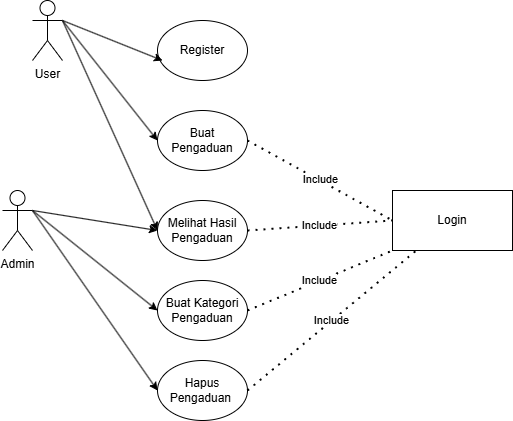 Register
User
Buat
Pengaduan
Include
Melihat Hasil
Pengaduan
Include
Login
Admin
Include
Buat Kategori
Pengaduan
Include
Hapus
Pengaduan